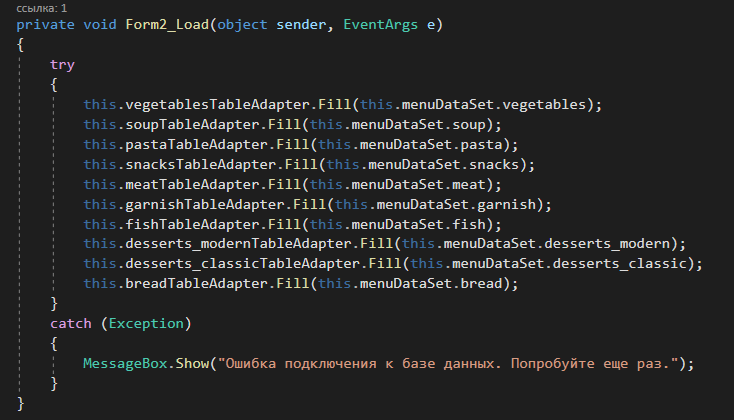 ссылка: 1
private void Form2_Load(object sender, EventArgs e)
{
try
{
this.vegetablesTableAdapter.Fill(this.menuDataSet.vegetables);
this.soupTableAdapter.Fill(this.menuDataSet.soup);
this.pastaTableAdapter.Fill(this.menuDataSet.pasta);
this.snacksTableAdapter.Fill(this.menuDataSet.snacks);
this.meatTableAdapter.Fill(this.menuDataSet.meat);
this.garnishTableAdapter.Fill(this.menuDataSet.garnish);
this.fishTableAdapter.Fill(this.menuDataSet.fish);
this.desserts_modernTableAdapter.Fill(this.menuDataSet.desserts_modern);
this.desserts_classicTableAdapter.Fill(this.menuDataSet.desserts_classic);
this.breadTableAdapter.Fill(this.menuDataSet.bread);
}
catch (Exception)
{
MessageBox.Show("Ошибка подключения к базе данных. Попробуйте еще раз.");
}
}